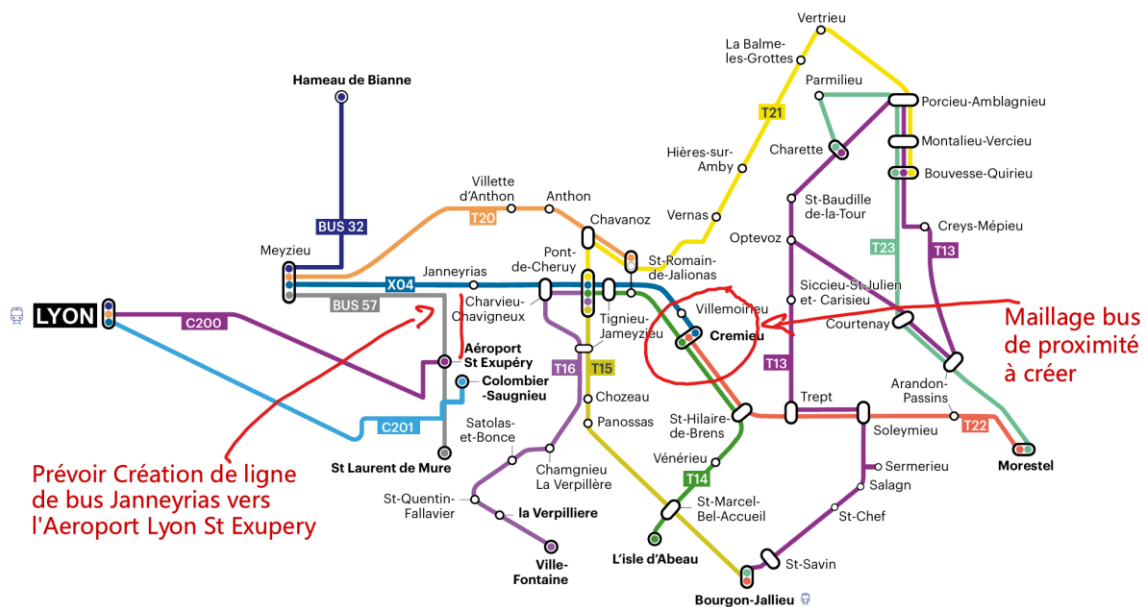 Vertrieu
La Balme-
les-Grottes
Hameau de Bianne
Parmilieu
Porcieu-Amblagnieu
T21
Montalieu-Vercieu
Charette
Hières-sur-
Amby
Bouvesse-Quirieu
Villette
d'Anthon
Anthon
St-Baudille
de-la-Tour
T20
Chavanoz
Vernas
BUS 32
Creys-Mépieu
Optevoz
T23
T13
Meyzieu
Pont-
de-Cheruy
St-Romain-
de-Jalionas
Janneyrias
X04
Siccieu-St-Julien
et- Carisieu
BUS 57
Charvieu-
Chavigneux
Villemoirieu
Tignieu-
Jameyzieu
Courtenay
Maillage bus
de proximité
à créer
LYON
C200
Cremieu
Aéroport
St Exupéry
T16
T15
T13
Colombier
-Saugnieu
Arandon-
Passins
Chozeau
Trept
C201
St-Hilaire-
de-Brens
Panossas
Soleymieu
T22
Satolas-
et-Bonce
St Laurent de Mure
Vénérieu
Morestel
Sermerieu
Prévoir Création de ligne
de bus Janneyrias vers
l'Aeroport Lyon St Exupery
Chamgnieu
La Verpillère
T14
Salagn
St-Quentin-
Fallavier
St-Marcel-
Bel-Accueil
la Verpilliere
St-Chef
L'isle d'Abeau
Ville-
Fontaine
St-Savin
Bourgon-Jallieu